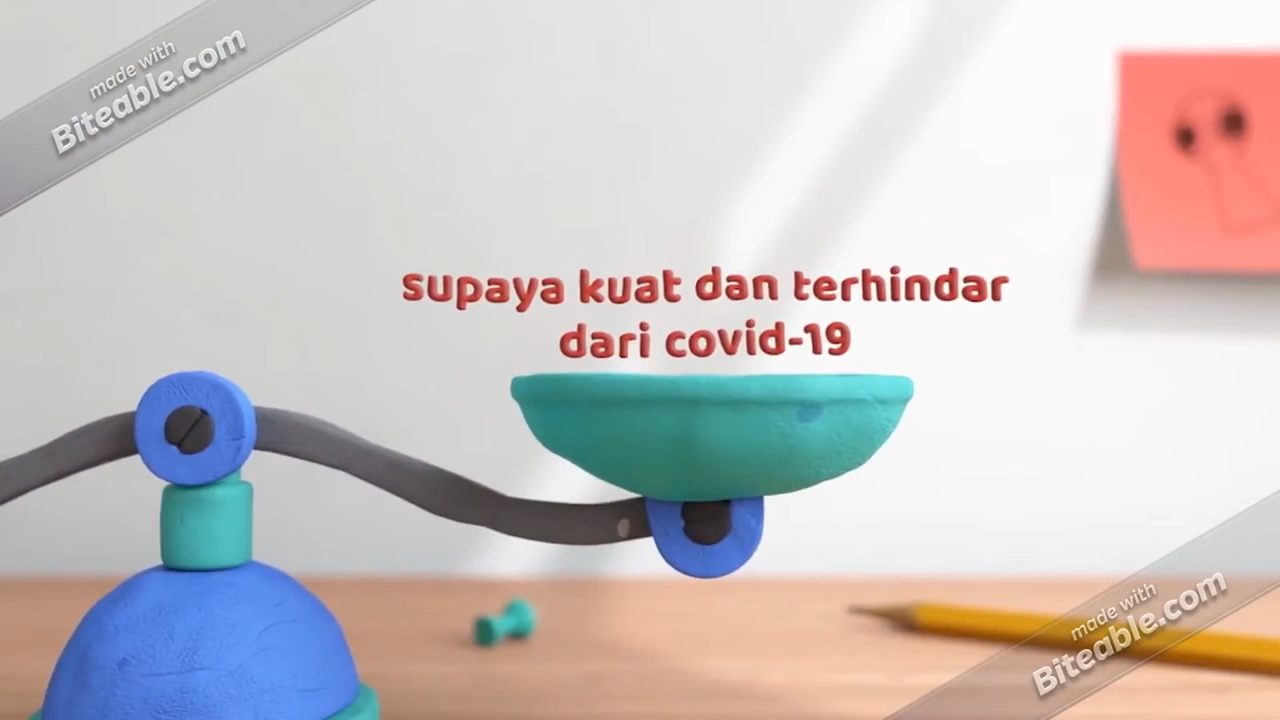 made with
Biteable.com
supaya kuat dan terhindar
dari covid-19
made with
Biteable.com